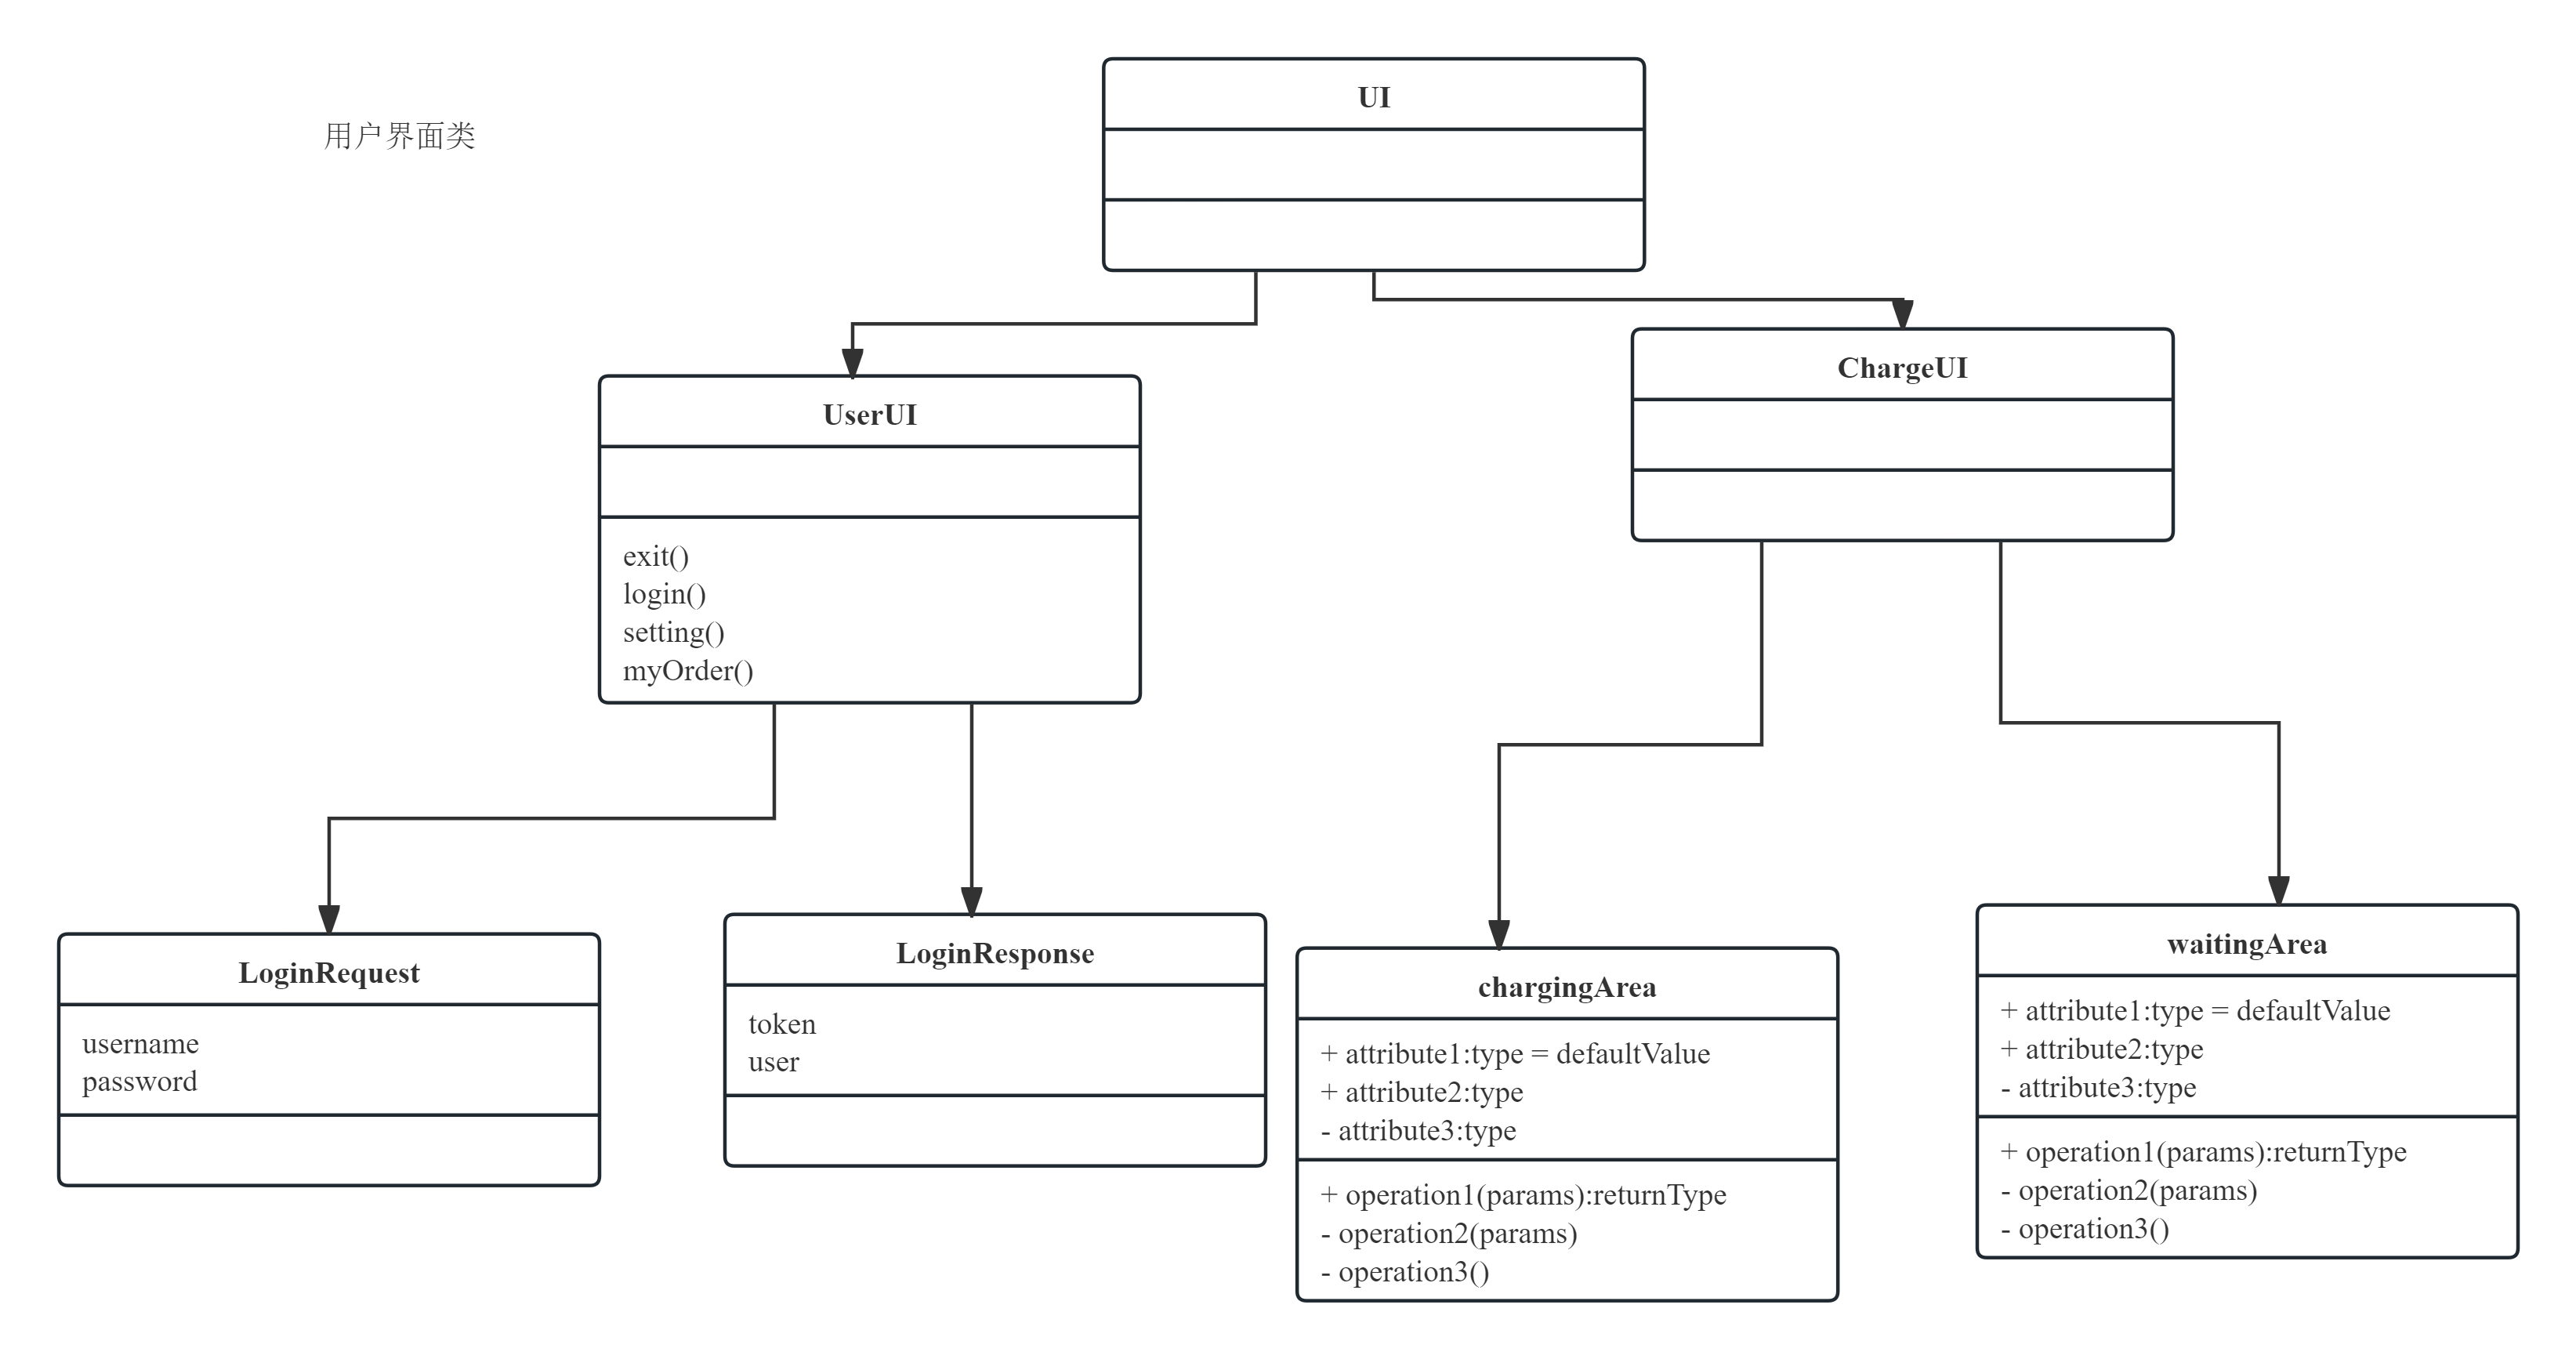 用户界面类
UI
UserUI
exit()
login()
setting()
myOrder()
ChargeUI
LoginRequest
username
password
LoginResponse
token
user
chargingArea
+ attribute1:type = defaultValue
+ attribute2:type
- attribute3:type
+ operation1(params):returnType
- operation2(params)
- operation3()
waitingArea
+ attribute1:type = defaultValue
+ attribute2:type
- attribute3:type
+ operation1(params):returnType
- operation2(params)
- operation3()